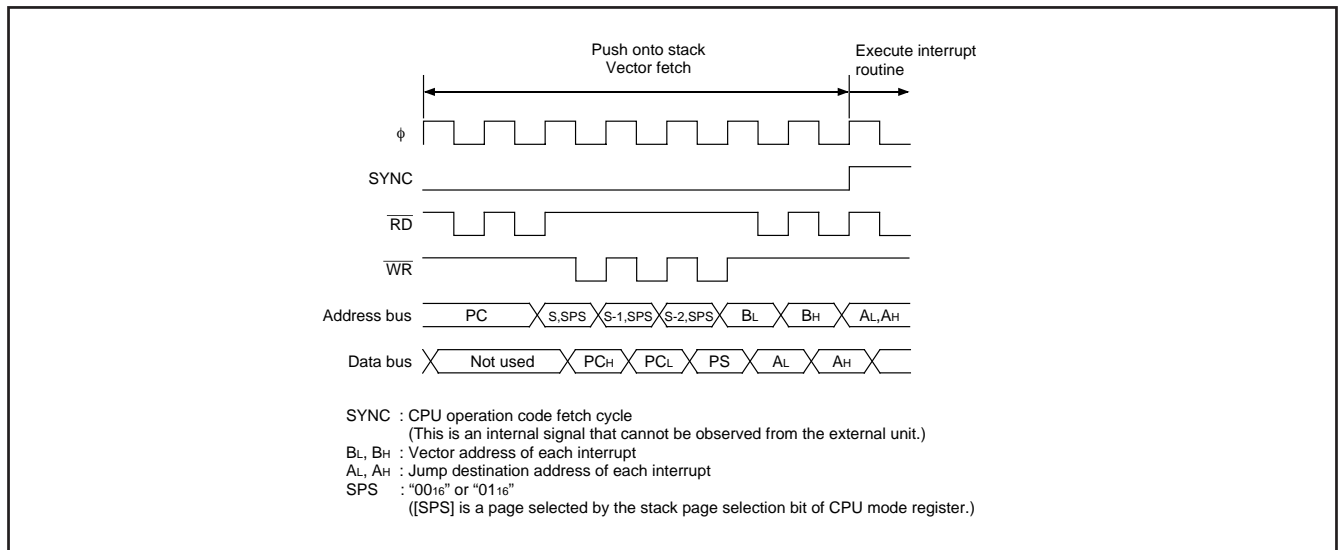 Push onto stack
Vector fetch
Execute interrupt
routine
φ
SYNC
RD
WR
Address bus PC S,SPS S-1,SPS S-2,SPS BL BH AL,AH
Data bus Not used PCH PCL PS AL AH
SYNC : CPU operation code fetch cycle
(This is an internal signal that cannot be observed from the external unit.)
BL, BH : Vector address of each interrupt
AL, AH : Jump destination address of each interrupt
SPS : “0016” or “0116”
([SPS] is a page selected by the stack page selection bit of CPU mode register.)